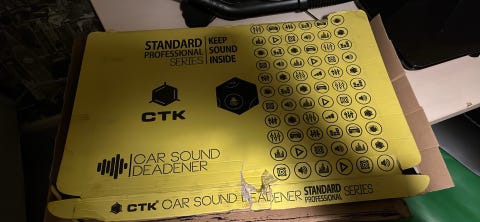 STANDARD
PROFESSIONAL
SERIES
KEEP
SOUND
INSIDE
CTK
CAR SOUND
DEADENER
CTK CAR SOUND DEADENER STANDARD
PROFESSIONAL
SERIES